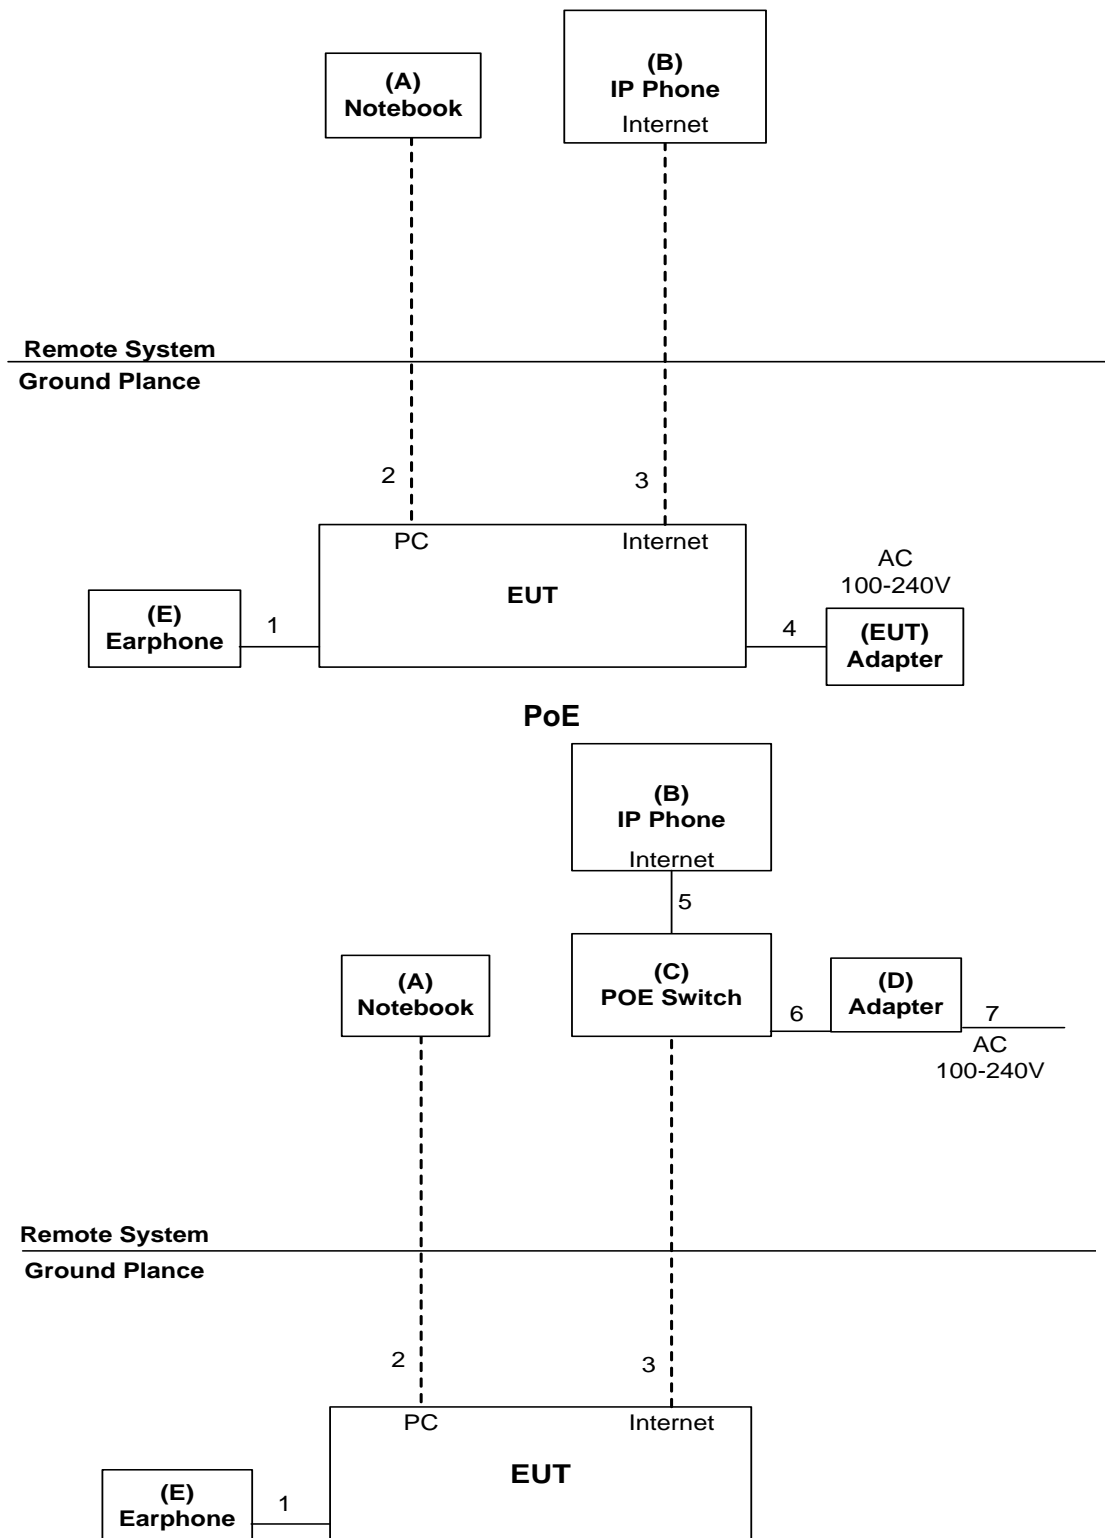 (A)
Notebook
(B)
IP Phone
Internet
Remote System
Ground Plance
2
3
PC
Internet
EUT
AC
100-240V
(E)
Earphone
1
4
(EUT)
Adapter
PoE
(B)
IP Phone
Internet
5
(A)
Notebook
(C)
POE Switch
6
(D)
Adapter
7
AC
100-240V
Remote System
Ground Plance
2
3
PC
Internet
EUT
(E)
Earphone
1